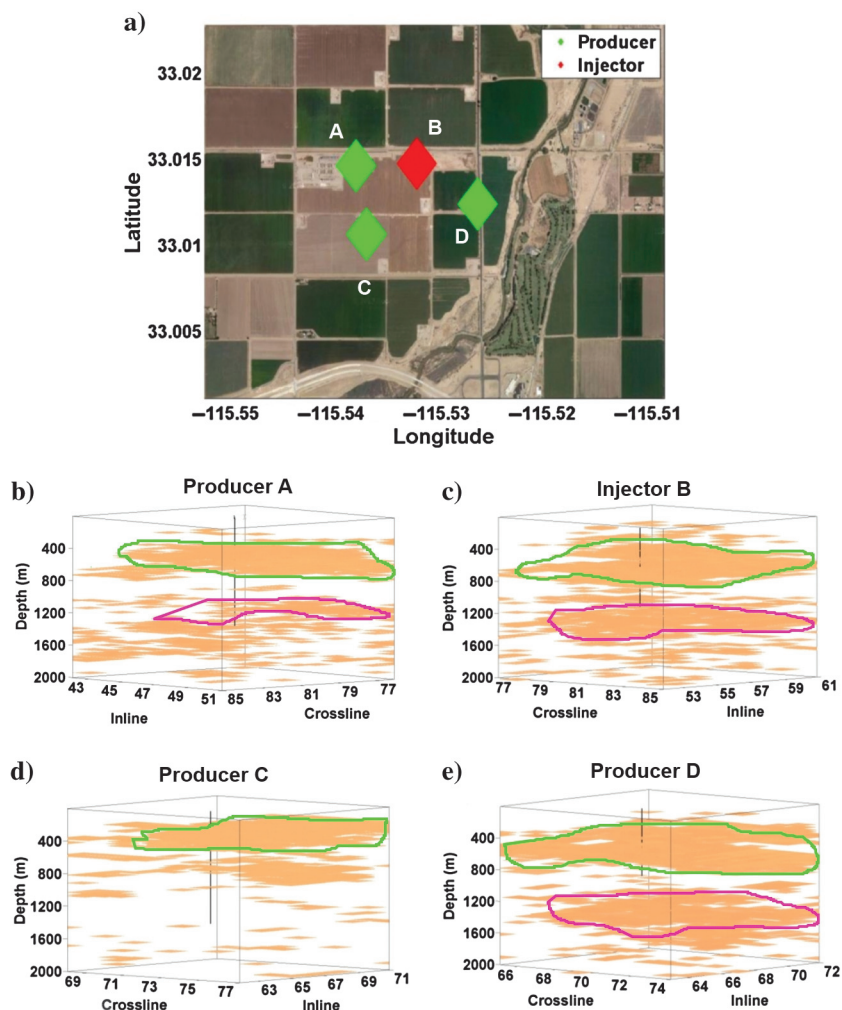 a)
Producer
Injector
33.02
33.015
33.01
33.005
Latitude
A
B
C
D
–115.55
–115.54
–115.53
–115.52
–115.51
Longitude
b)
Producer A
400
800
1200
1600
2000
Depth (m)
43
45
47
49
51
85
83
81
79
77
Inline
Crossline
c)
Injector B
400
800
1200
1600
2000
Depth (m)
77
79
81
83
85
53
55
57
59
61
Crossline
Inline
d)
Producer C
400
800
1200
1600
2000
Depth (m)
69
71
72
75
77
63
65
67
69
71
Crossline
Inline
e)
Producer D
400
800
1200
1600
2000
Depth (m)
66
68
70
72
74
64
66
68
70
72
Crossline
Inline